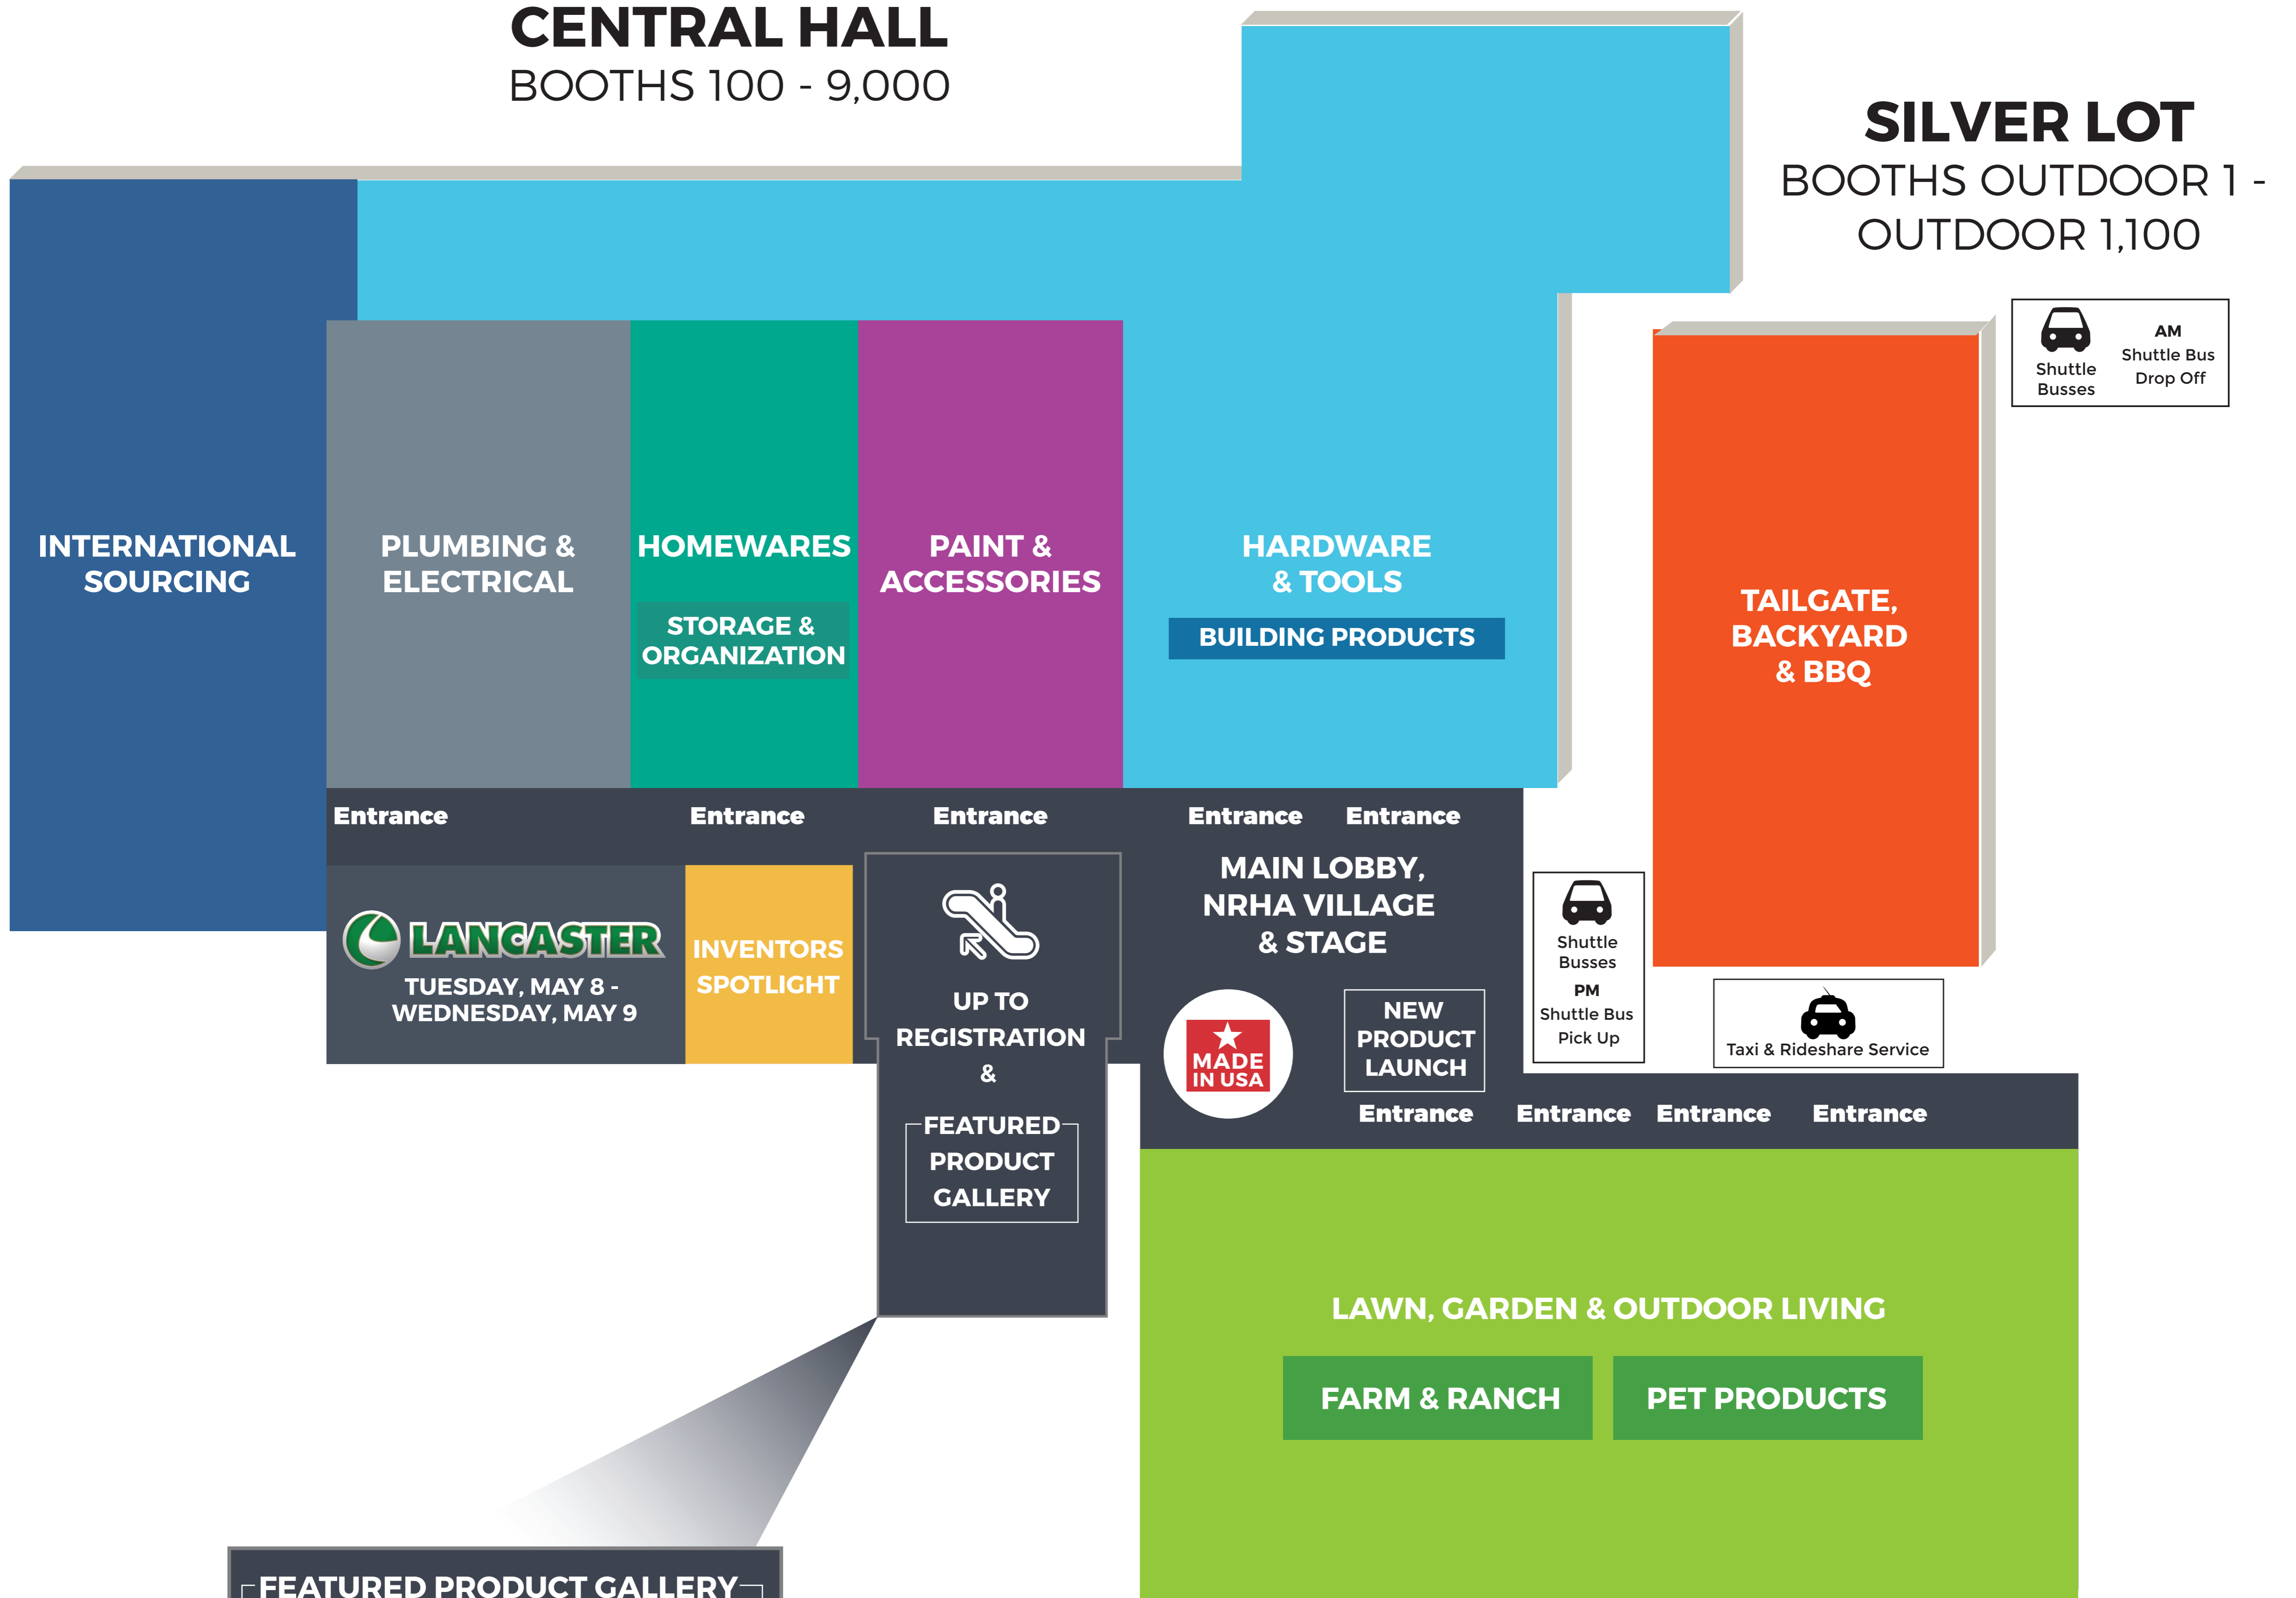 CENTRAL HALL
BOOTHS 100 - 9,000
SILVER LOT
BOOTHS OUTDOOR 1 -
OUTDOOR 1,100
Shuttle
Busses
AM
Shuttle Bus
Drop Off
INTERNATIONAL
SOURCING
PLUMBING &
ELECTRICAL
HOMEWARES
STORAGE &
ORGANIZATION
PAINT &
ACCESSORIES
HARDWARE
& TOOLS
BUILDING PRODUCTS
TAILGATE,
BACKYARD
& BBQ
Entrance
Entrance
Entrance
Entrance
Entrance
LANCASTER
TUESDAY, MAY 8 -
WEDNESDAY, MAY 9
INVENTORS
SPOTLIGHT
UP TO
REGISTRATION
&
FEATURED
PRODUCT
GALLERY
MAIN LOBBY,
NRHA VILLAGE
& STAGE
MADE
IN USA
NEW
PRODUCT
LAUNCH
Shuttle
Busses
PM
Shuttle Bus
Pick Up
Taxi & Rideshare Service
Entrance
Entrance
Entrance
Entrance
LAWN, GARDEN & OUTDOOR LIVING
FARM & RANCH
PET PRODUCTS
FEATURED PRODUCT GALLERY